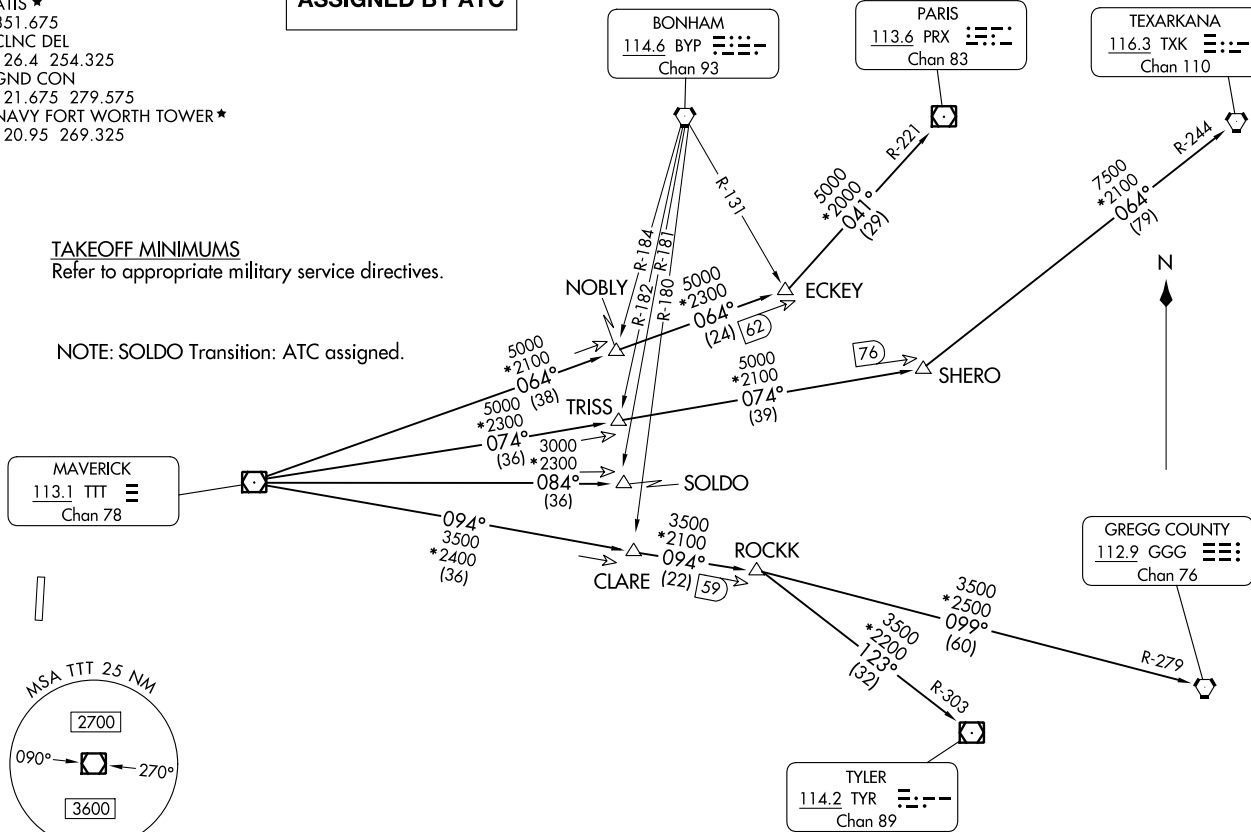 ATIS ★
351.675
CLNC DEL
26.4 254.325
GND CON
21.675 279.575
NAVY FORT WORTH TOWER ★
20.95 269.325
ASSIGNED BY ATC
BONHAM
114.6 BYP
Chan 93
PARIS
113.6 PRX
Chan 83
TEXARKANA
116.3 TXK
Chan 110
R-221
R-244
R-131
5000
*2000
041°
(29)
7500
*2100
064°
(79)
TAKEOFF MINIMUMS
Refer to appropriate military service directives.
R-184
R-181
R-182
R-180
N
NOBLY
5000
*2300
064°
(24)
62
ECKEY
NOTE: SOLDO Transition: ATC assigned.
5000
*2100
064°
(38)
76
SHERO
5000
*2100
074°
(39)
TRISS
5000
*2300
074°
(36)
3000
*2300
084°
(36)
SOLDO
MAVERICK
113.1 TTT
Chan 78
094°
3500
*2400
(36)
CLARE
3500
*2100
094°
(22)
59
ROCKK
GREGG COUNTY
112.9 GGG
Chan 76
3500
*2500
099°
(60)
3500
*2200
123°
(32)
R-279
R-303
MSA TTT 25 NM
2700
090°
270°
3600
TYLER
114.2 TYR
Chan 89